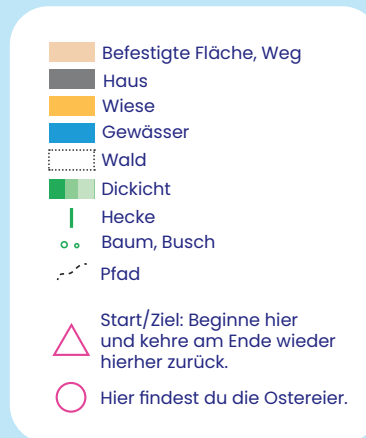 Befestigte Fläche, Weg
Haus
Wiese
Gewässer
Wald
Dickicht
Hecke
Baum, Busch
Pfad
Start/Ziel: Beginne hier
und kehre am Ende wieder
hierher zurück.
Hier findest du die Ostereier.